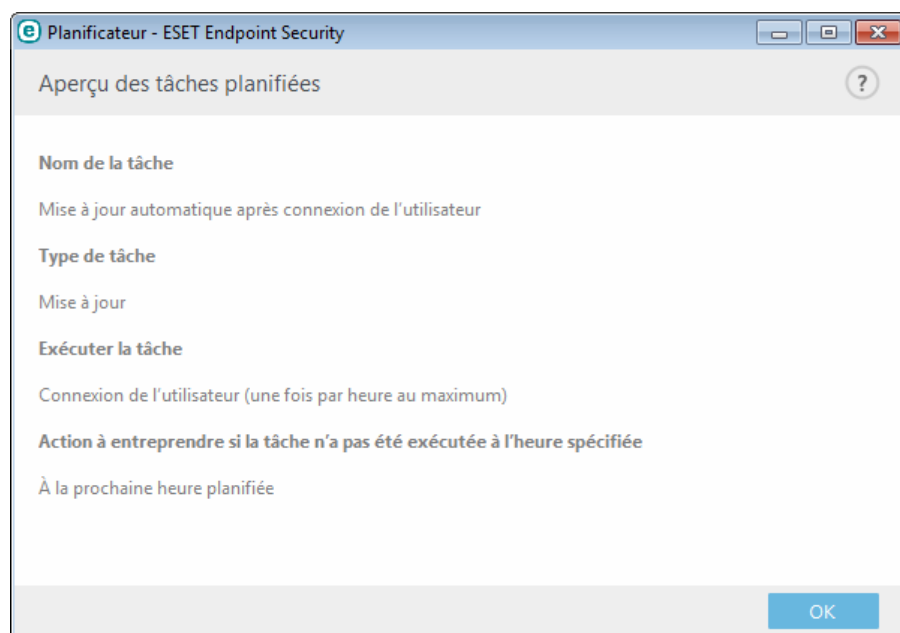 Planificateur - ESET Endpoint Security
Aperçu des tâches planifiées
?
Nom de la tâche
Mise à jour automatique après connexion de l'utilisateur
Type de tâche
Mise à jour
Exécuter la tâche
Connexion de l'utilisateur (une fois par heure au maximum)
Action à entreprendre si la tâche n'a pas été exécutée à l'heure spécifiée
À la prochaine heure planifiée
OK